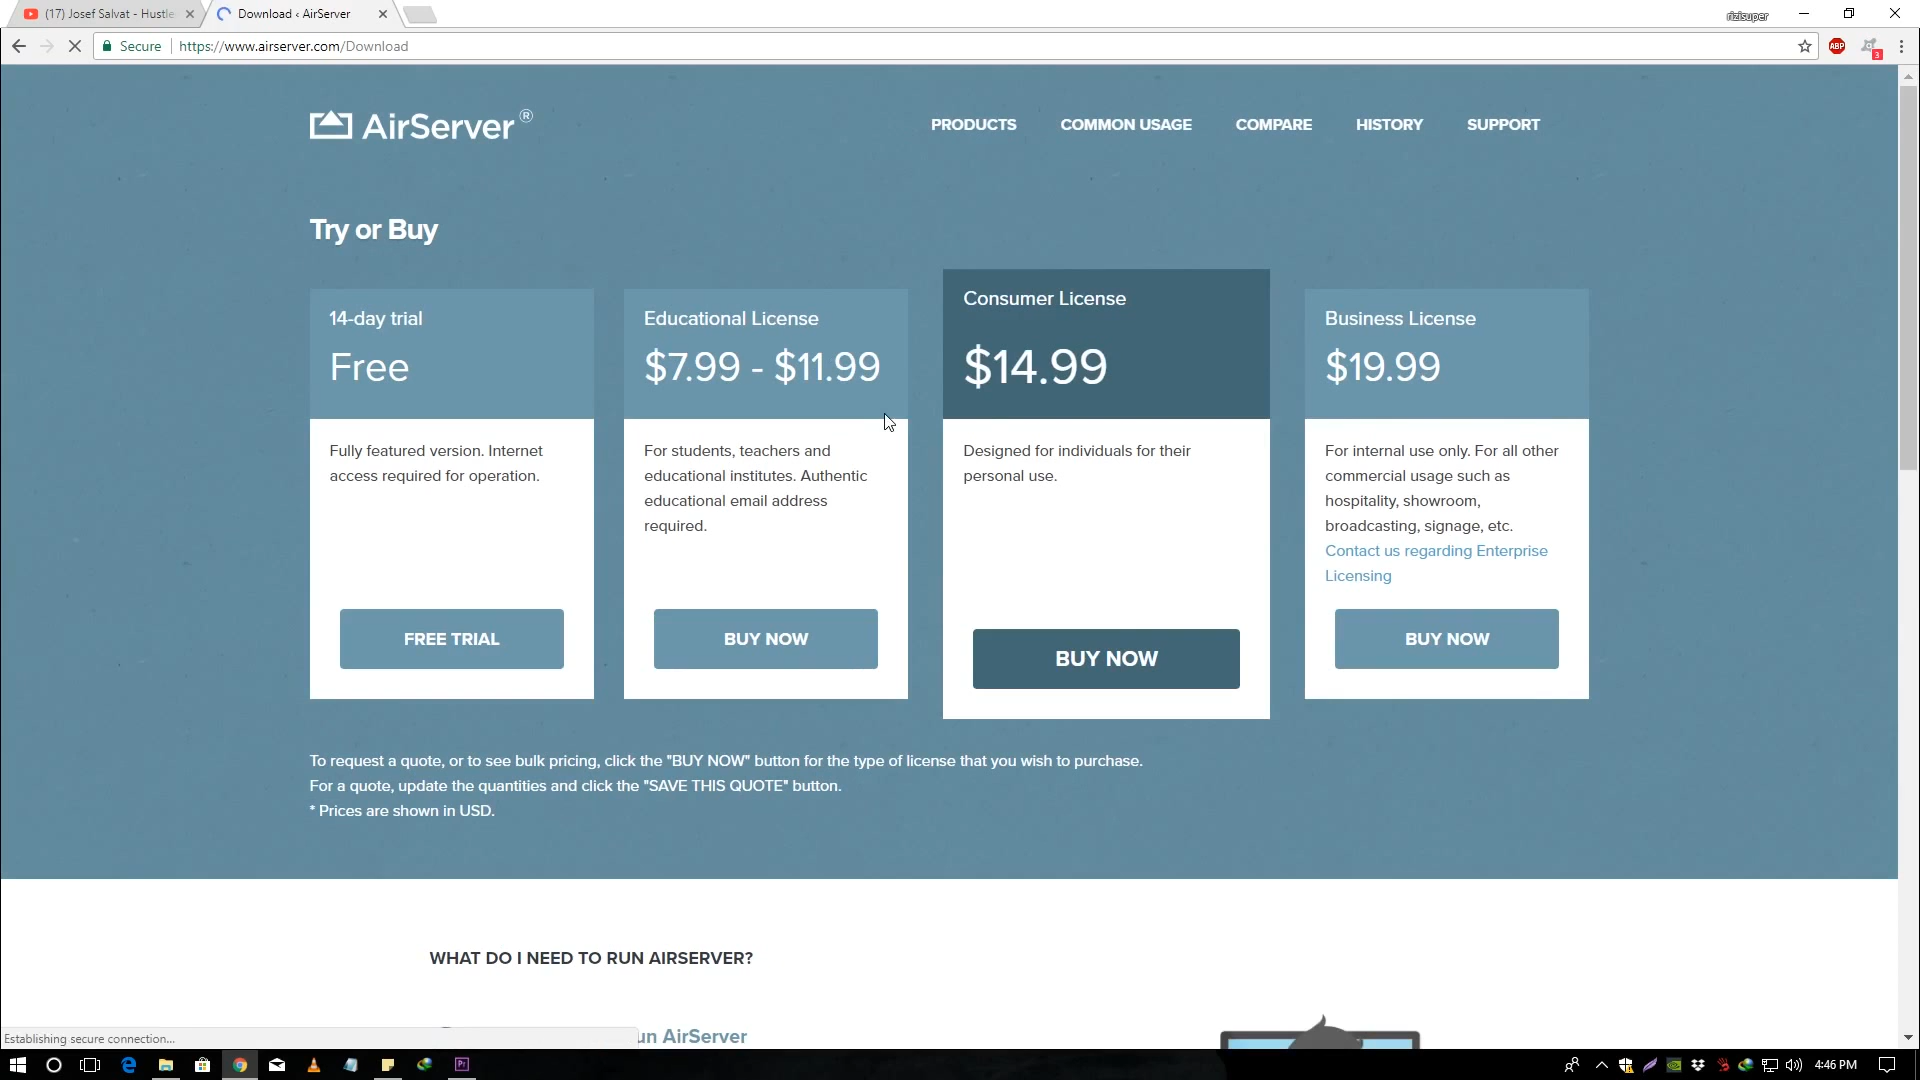 (17) Josef Salvat - Hustle
Download ‹ AirServer
rizisuper
Secure
https://www.airserver.com/Download
ABP
3
AirServer®
PRODUCTS
COMMON USAGE
COMPARE
HISTORY
SUPPORT
Try or Buy
14-day trial
Free
Fully featured version. Internet
access required for operation.
FREE TRIAL
Educational License
$7.99 - $11.99
For students, teachers and
educational institutes. Authentic
educational email address
required.
BUY NOW
Consumer License
$14.99
Designed for individuals for their
personal use.
BUY NOW
Business License
$19.99
For internal use only. For all other
commercial usage such as
hospitality, showroom,
broadcasting, signage, etc.
Contact us regarding Enterprise
Licensing
BUY NOW
To request a quote, or to see bulk pricing, click the "BUY NOW" button for the type of license that you wish to purchase.
For a quote, update the quantities and click the "SAVE THIS QUOTE" button.
* Prices are shown in USD.
WHAT DO I NEED TO RUN AIRSERVER?
un AirServer
Establishing secure connection...
Pr
4:46 PM